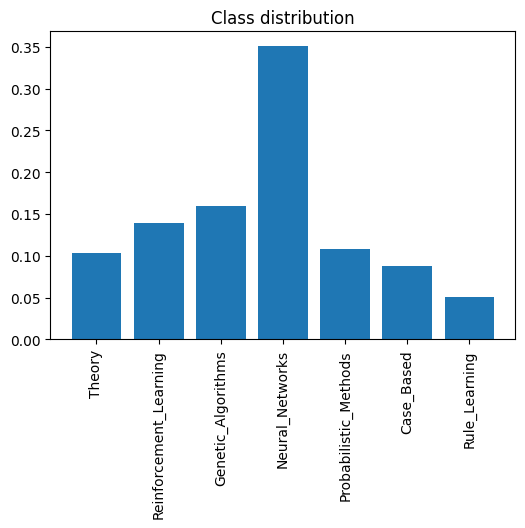 Class distribution
0.35
0.30
0.25
0.20
0.15
0.10
0.05
0.00
Theory
Reinforcement_Learning
Genetic_Algorithms
Neural_Networks
Probabilistic_Methods
Case_Based
Rule_Learning